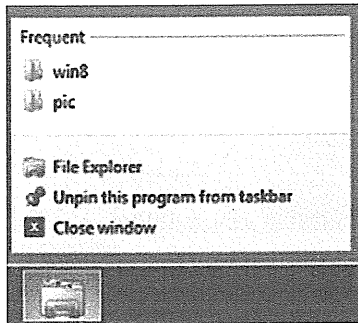 Frequent
win8
pic
File Explorer
Unpin this program from taskbar
Close window